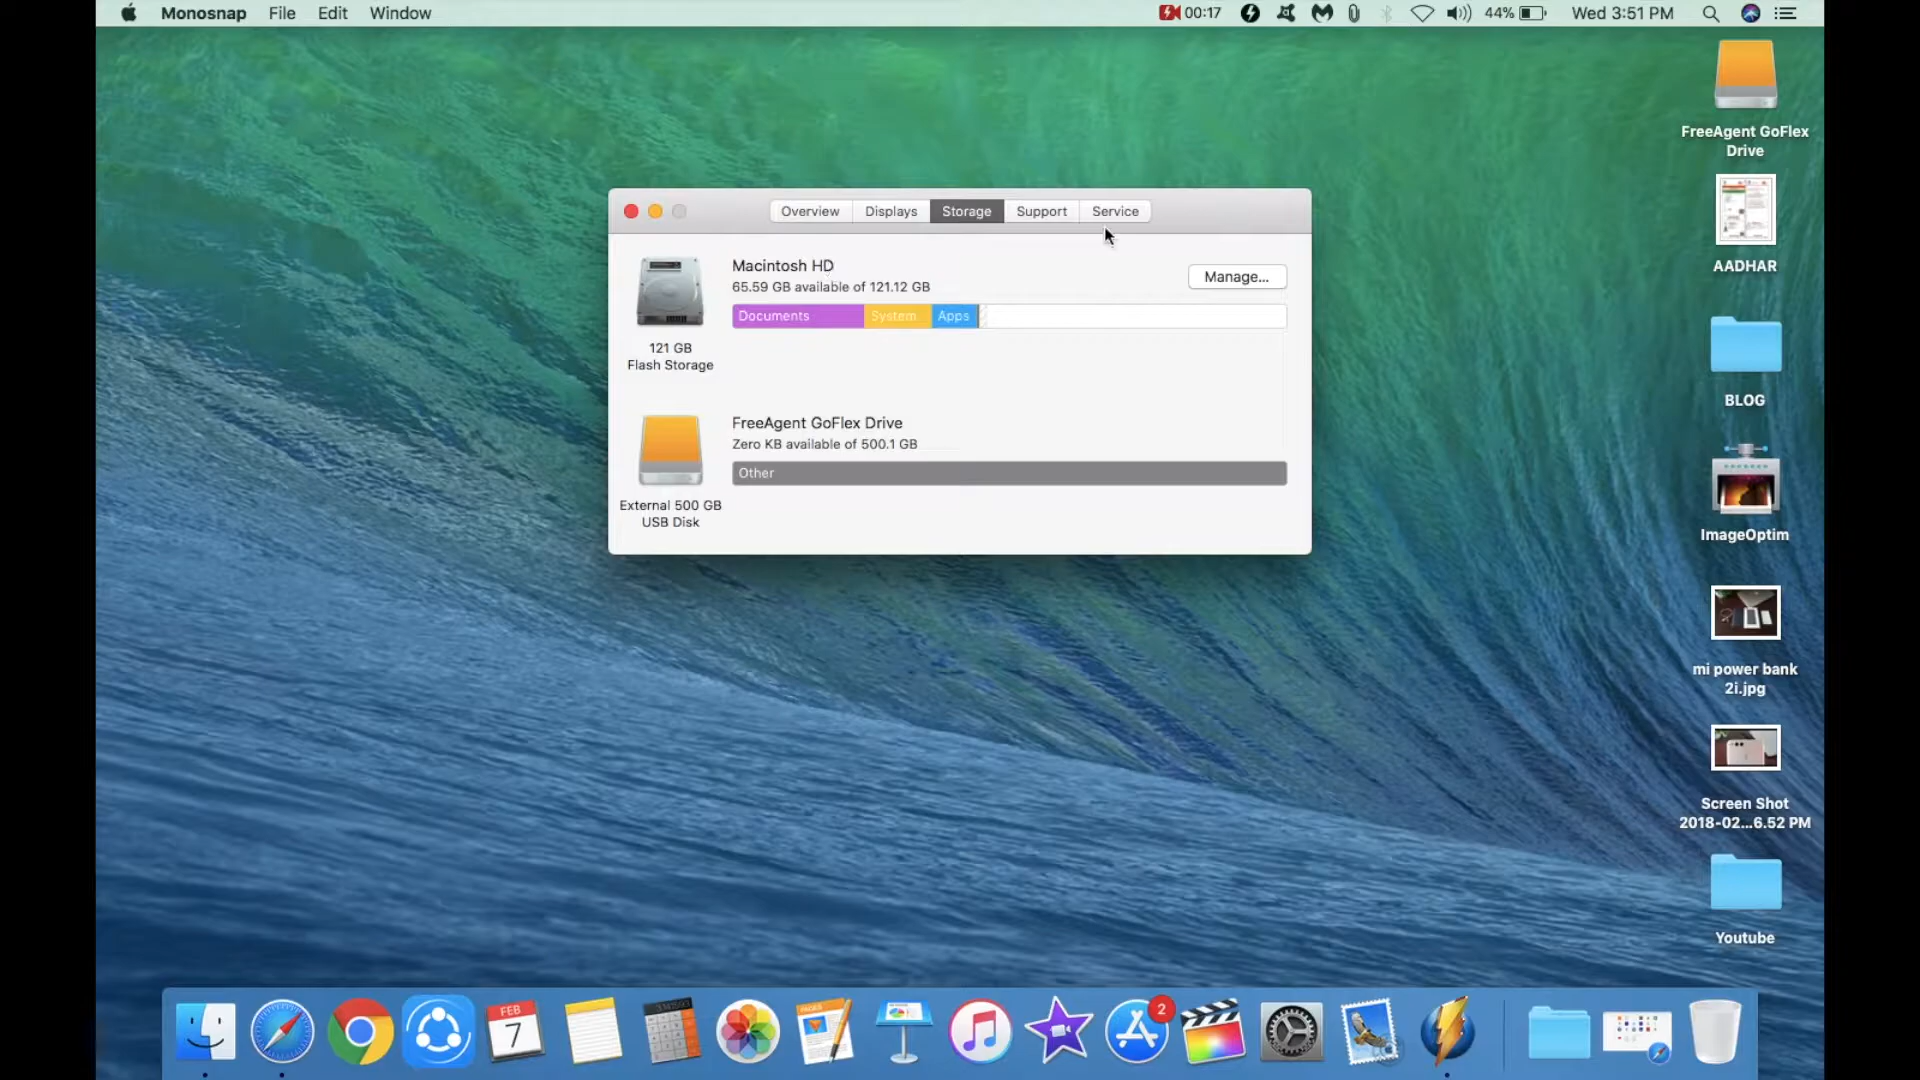 Monosnap File Edit Window
00:17 44% Wed 3:51 PM
FreeAgent GoFlex
Drive
AADHAR
BLOG
ImageOptim
mi power bank
2i.jpg
Screen Shot
2018-02...6.52 PM
Youtube
Overview Displays Storage Support Service
Macintosh HD
65.59 GB available of 121.12 GB
Manage...
Documents System Apps
121 GB
Flash Storage
FreeAgent GoFlex Drive
Zero KB available of 500.1 GB
Other
External 500 GB
USB Disk
FEB
7
PAGES
2